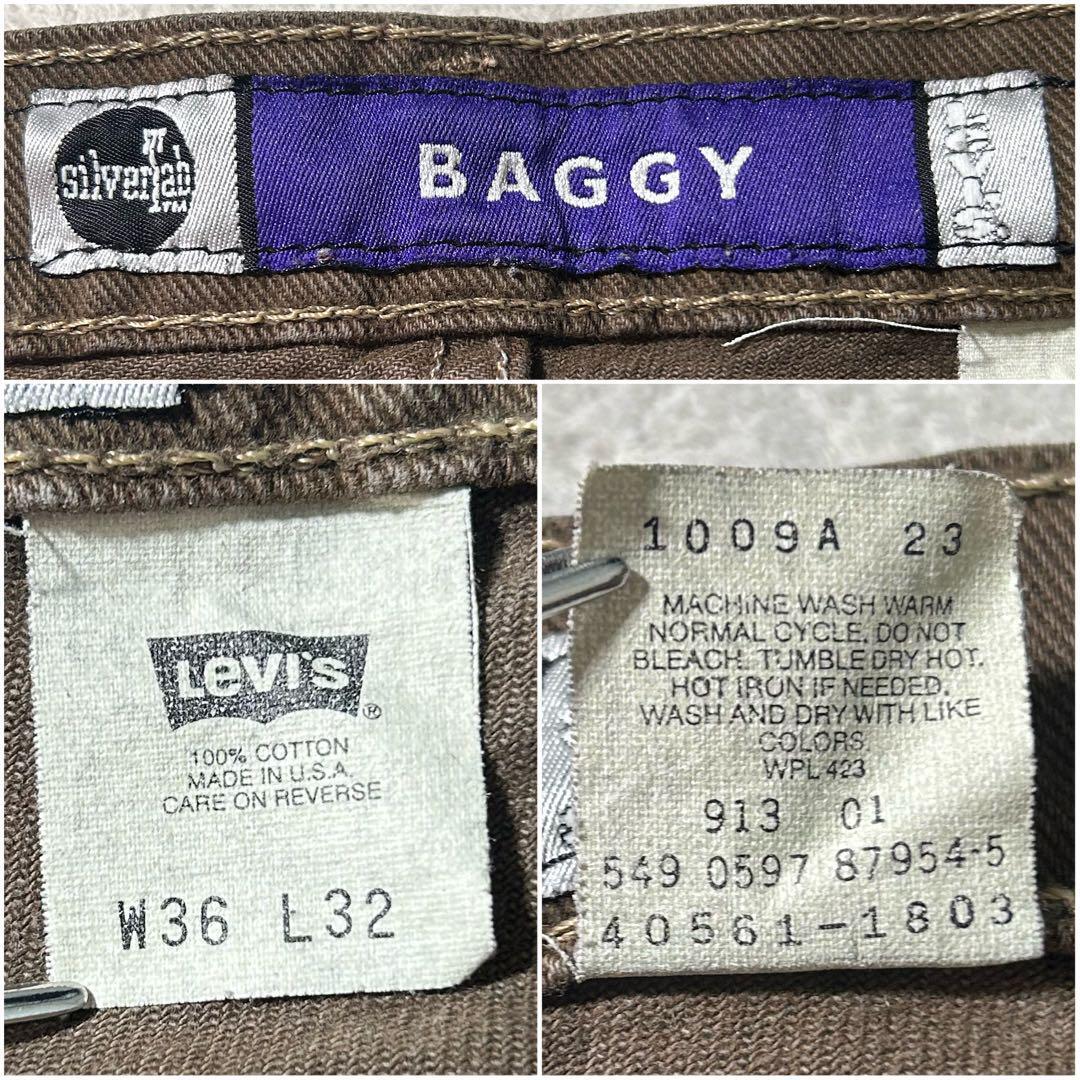 silvertab TM
BAGGY
LEVI'S
Levi's ®
100% COTTON
MADE IN U.S.A.
CARE ON REVERSE
W36 L32
1009A 23
MACHINE WASH WARM
NORMAL CYCLE, DO NOT
BLEACH. TUMBLE DRY HOT.
HOT IRON IF NEEDED.
WASH AND DRY WITH LIKE
COLORS
WPL 423
913 01
549 0597 87954-5
40561-1803